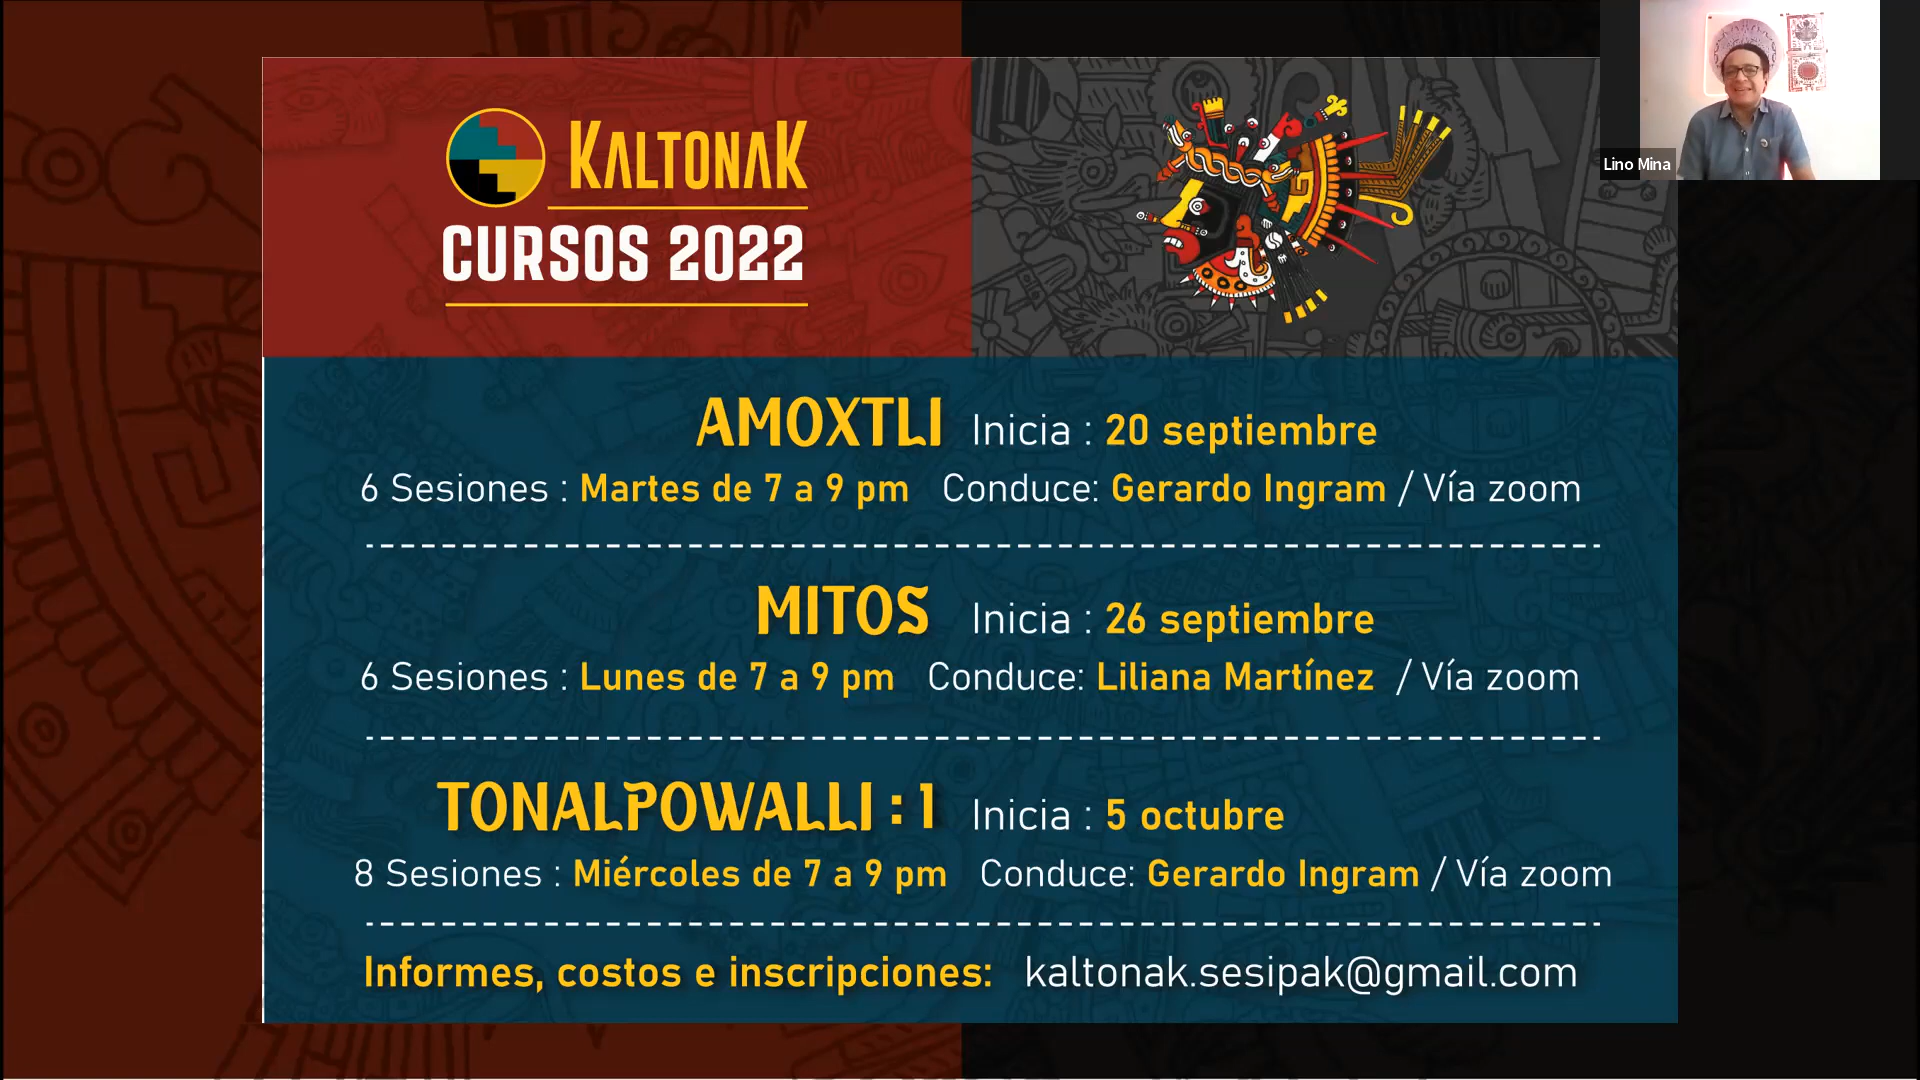 KALTONAK
CURSOS 2022
Lino Mina
AMOXTLI Inicia : 20 septiembre
6 Sesiones : Martes de 7 a 9 pm Conduce: Gerardo Ingram / Vía zoom
MITOS Inicia : 26 septiembre
6 Sesiones : Lunes de 7 a 9 pm Conduce: Liliana Martínez / Vía zoom
TONALPOWALLI : 1 Inicia : 5 octubre
8 Sesiones : Miércoles de 7 a 9 pm Conduce: Gerardo Ingram / Vía zoom
Informes, costos e inscripciones: kaltonak.sesipak@gmail.com